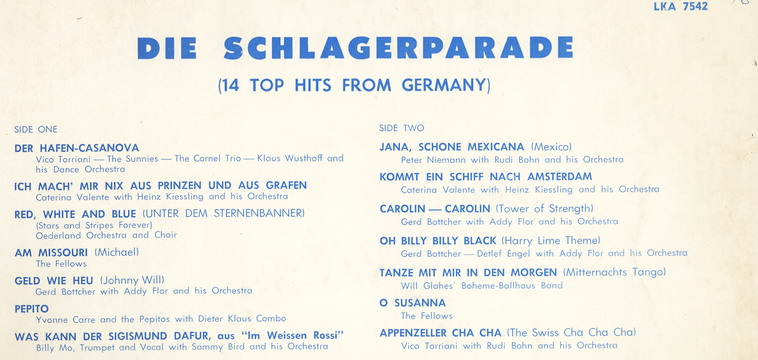 LKA 7542
DIE SCHLAGERPARADE
(14 TOP HITS FROM GERMANY)
SIDE ONE
DER HAFEN-CASANOVA
Vico Torriani — The Sunnies — The Cornel Trio — Klaus Wusthoff and
his Dance Orchestra
ICH MACH' MIR NIX AUS PRINZEN UND AUS GRAFEN
Caterina Valente with Heinz Kiessling and his Orchestra
RED, WHITE AND BLUE (UNTER DEM STERNENBANNER)
(Stars and Stripes Forever)
Oederland Orchestra and Choir
AM MISSOURI (Michael)
The Fellows
GELD WIE HEU (Johnny Will)
Gerd Bottcher with Addy Flor and his Orchestra
PEPITO
Yvonne Carre and the Pepitos with Dieter Klaus Combo
WAS KANN DER SIGISMUND DAFUR, aus "Im Weissen Rossi"
Billy Mo, Trumpet and Vocal with Sammy Bird and his Orchestra
SIDE TWO
JANA, SCHONE MEXICANA (Mexico)
Peter Niemann with Rudi Bohn and his Orchestra
KOMMT EIN SCHIFF NACH AMSTERDAM
Caterina Valente with Heinz Kiessling and his Orchestra
CAROLIN — CAROLIN (Tower of Strength)
Gerd Bottcher with Addy Flor and his Orchestra
OH BILLY BILLY BLACK (Harry Lime Theme)
Gerd Bottcher — Detlef Engel with Addy Flor and his Orchestra
TANZE MIT MIR IN DEN MORGEN (Mitternachts Tango)
Will Glahes' Boheme-Ballhaus Band
O SUSANNA
The Fellows
APPENZELLER CHA CHA (The Swiss Cha Cha Cha)
Vico Torriani with Rudi Bohn and his Orchestra